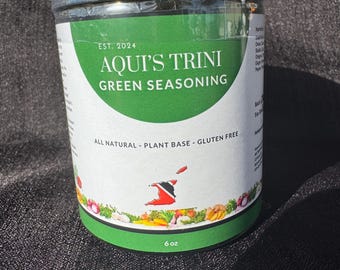 EST. 2024
AQUI'S TRINI
GREEN SEASONING
ALL NATURAL - PLANT BASE - GLUTEN FREE
6 oz